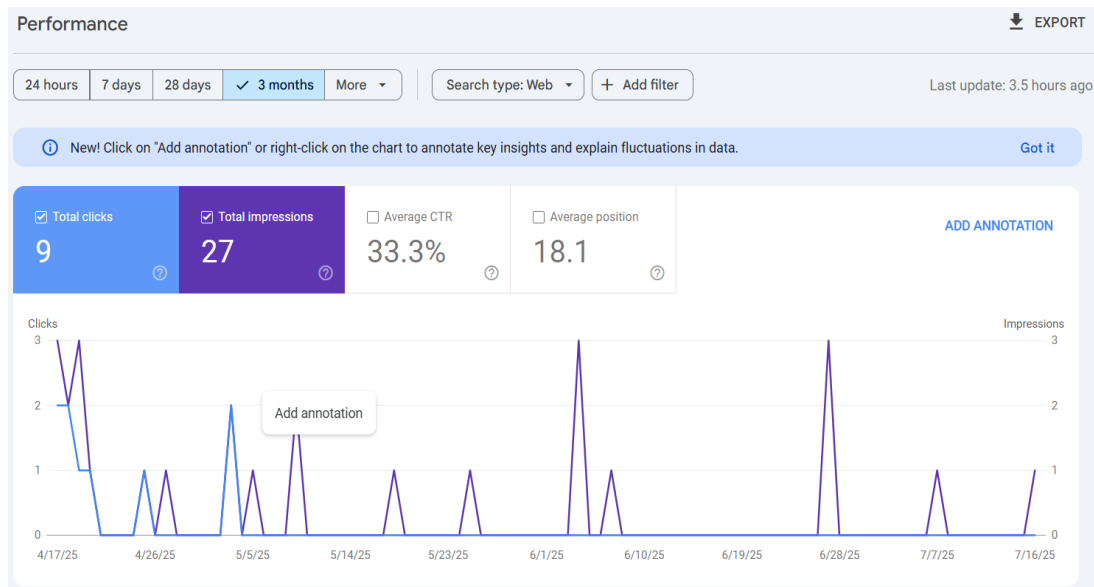 Performance
EXPORT
24 hours 7 days 28 days 3 months More Search type: Web Add filter Last update: 3.5 hours ago
New! Click on "Add annotation" or right-click on the chart to annotate key insights and explain fluctuations in data. Got it
Total clicks Total impressions Average CTR Average position
ADD ANNOTATION
9 27 33.3% 18.1
Clicks Impressions
3 3
2 2
Add annotation
1 1
0 0
4/17/25 4/26/25 5/5/25 5/14/25 5/23/25 6/1/25 6/10/25 6/19/25 6/28/25 7/7/25 7/16/25